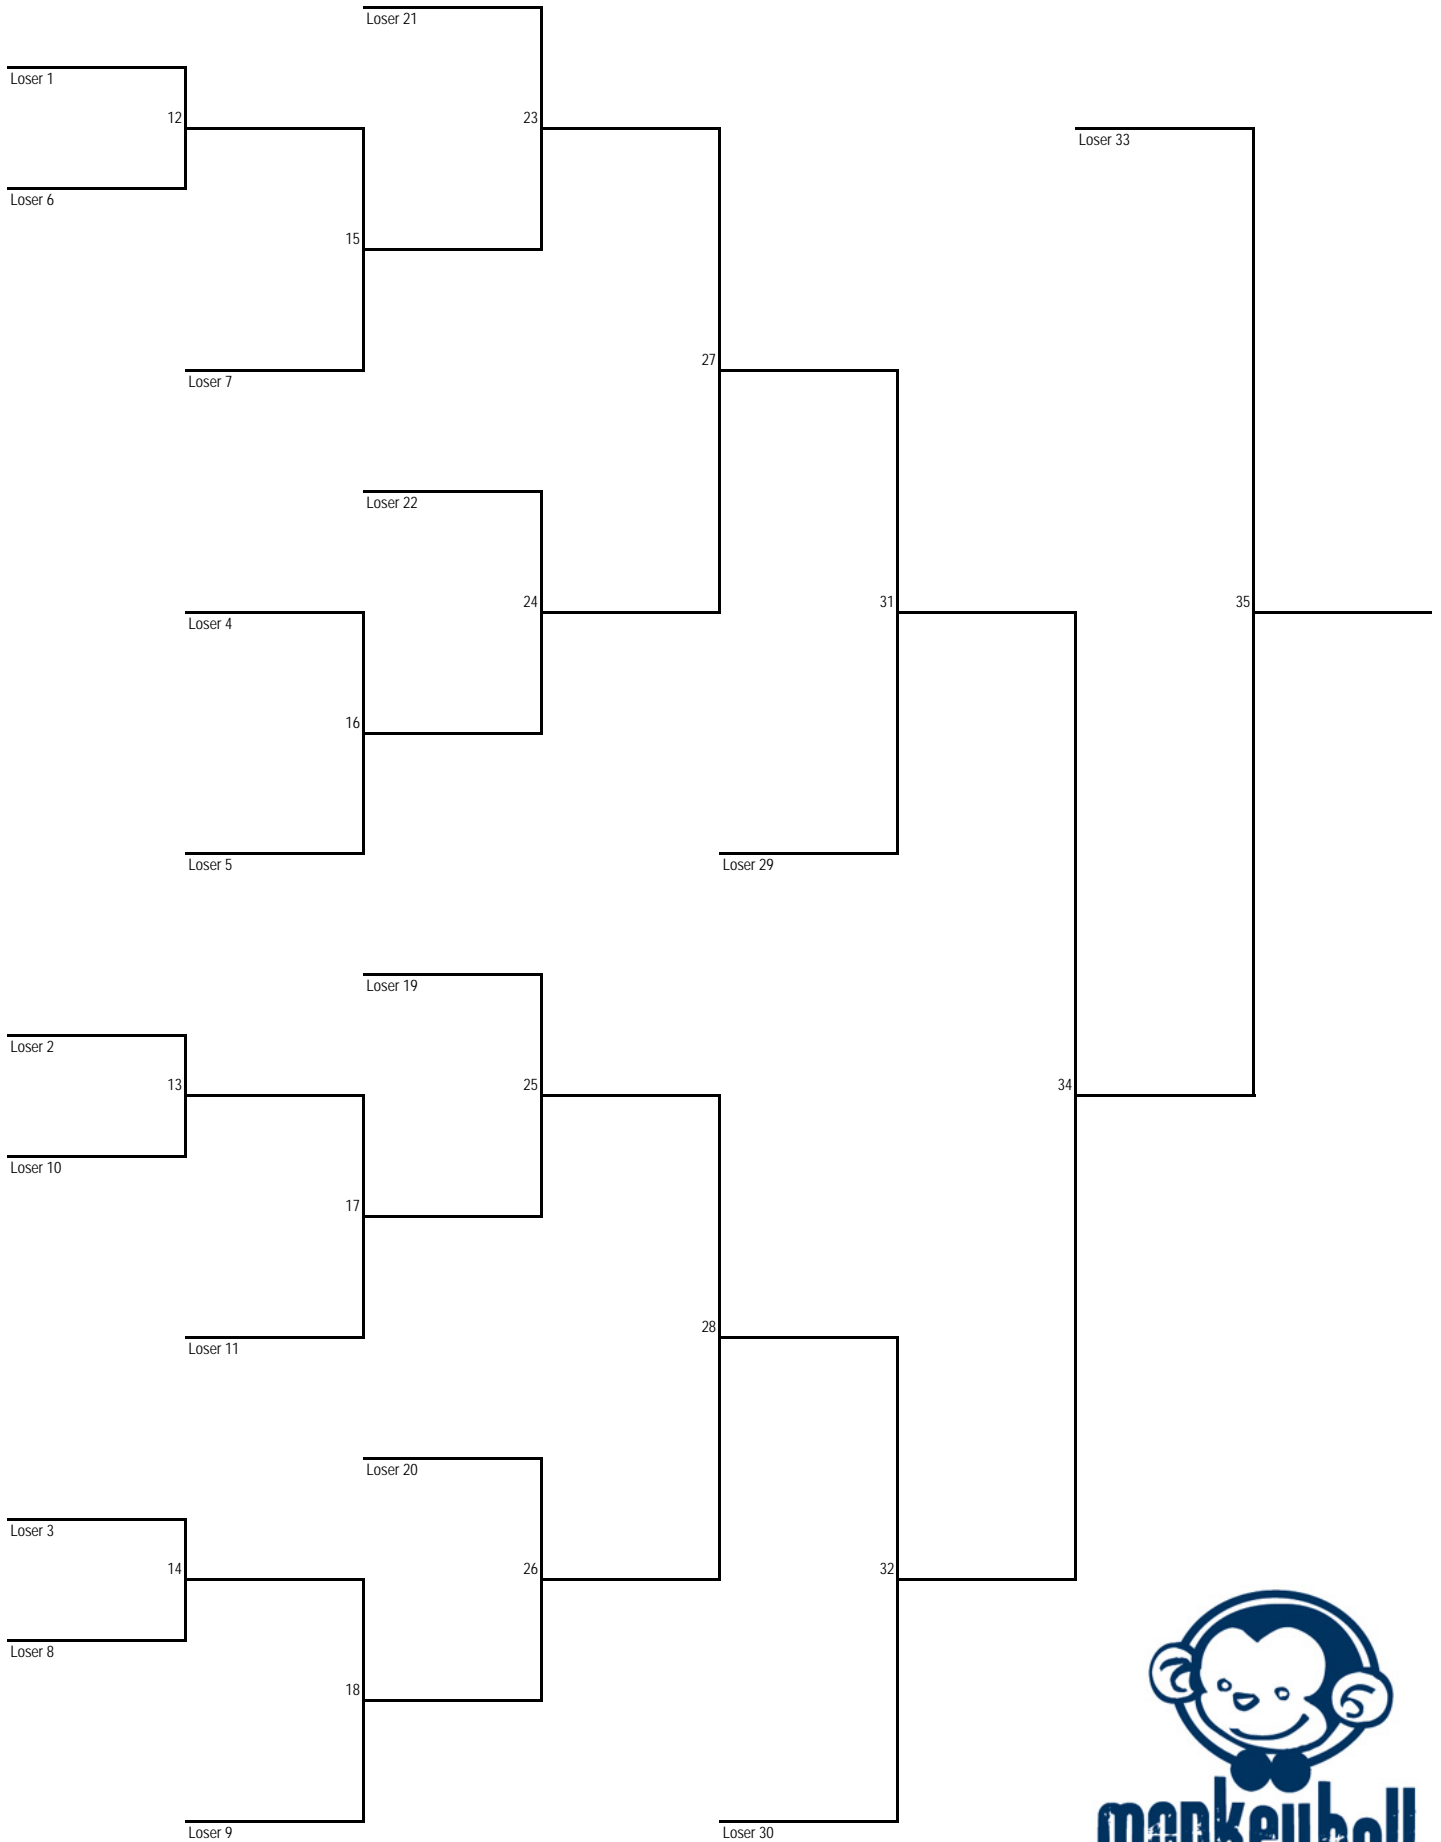 Loser 21
Loser 1
12
23
Loser 33
Loser 6
15
27
Loser 7
Loser 22
24
31
35
Loser 4
16
Loser 5
Loser 29
Loser 19
Loser 2
13
25
34
Loser 10
17
28
Loser 11
Loser 20
Loser 3
14
26
32
Loser 8
18
Loser 9
Loser 30
monkeyball